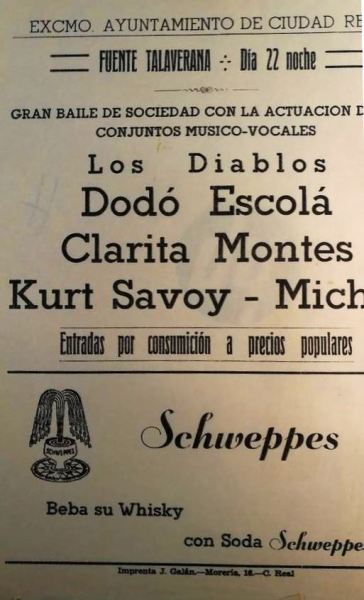 EXCMO. AYUNTAMIENTO DE CIUDAD RE
FUENTE TALAVERANA ÷ Día 22 noche
GRAN BAILE DE SOCIEDAD CON LA ACTUACION D
CONJUNTOS MUSICO-VOCALES
Los Diablos
Dodó Escolá
Clarita Montes
Kurt Savoy - Mich
Entradas por consumición a precios populares
SCHWEPPES
Schweppes
Beba su Whisky
con Soda Schweppe
Imprenta J. Galán.—Morería, 16.—C. Real